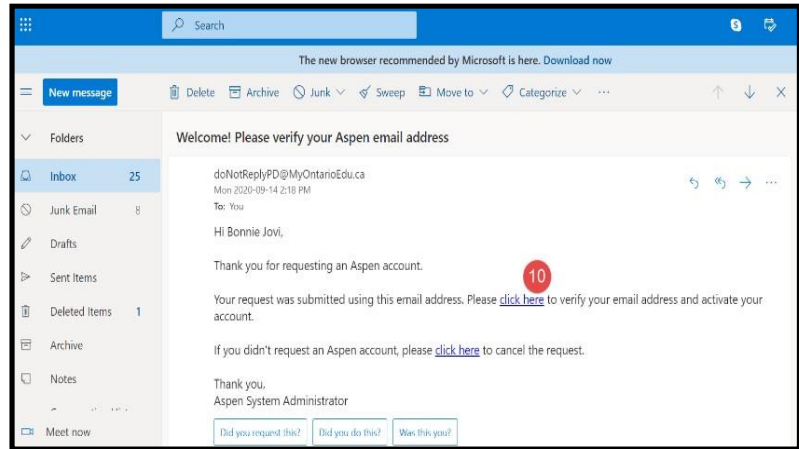 Search
The new browser recommended by Microsoft is here. Download now
New message Delete Archive Junk Sweep Move to Categorize ...
Folders
Welcome! Please verify your Aspen email address
Inbox 25
doNotReplyPD@MyOntarioEdu.ca
Mon 2020-09-14 2:18 PM
To: You
Junk Email 8
Hi Bonnie Jovi,
Drafts
Thank you for requesting an Aspen account.
10
Sent Items
Your request was submitted using this email address. Please click here to verify your email address and activate your
account.
Deleted Items 1
If you didn't request an Aspen account, please click here to cancel the request.
Archive
Thank you,
Aspen System Administrator
Notes
Meet now
Did you request this? Did you do this? Was this you?